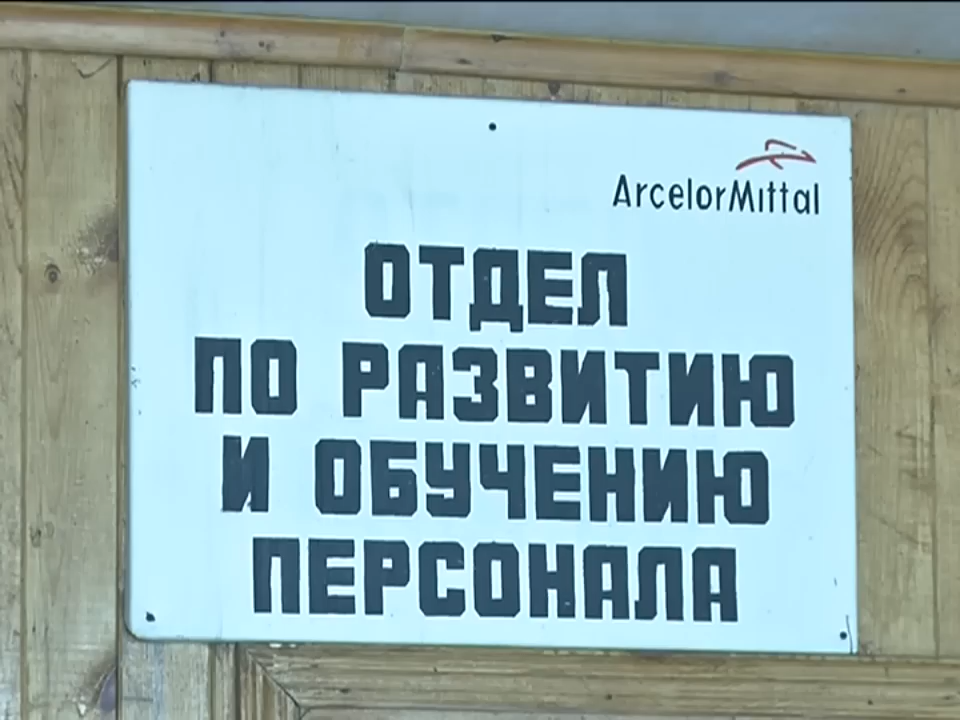 ArcelorMittal
ОТДЕЛ
ПО РАЗВИТИЮ
И ОБУЧЕНИЮ
ПЕРСОНАЛА